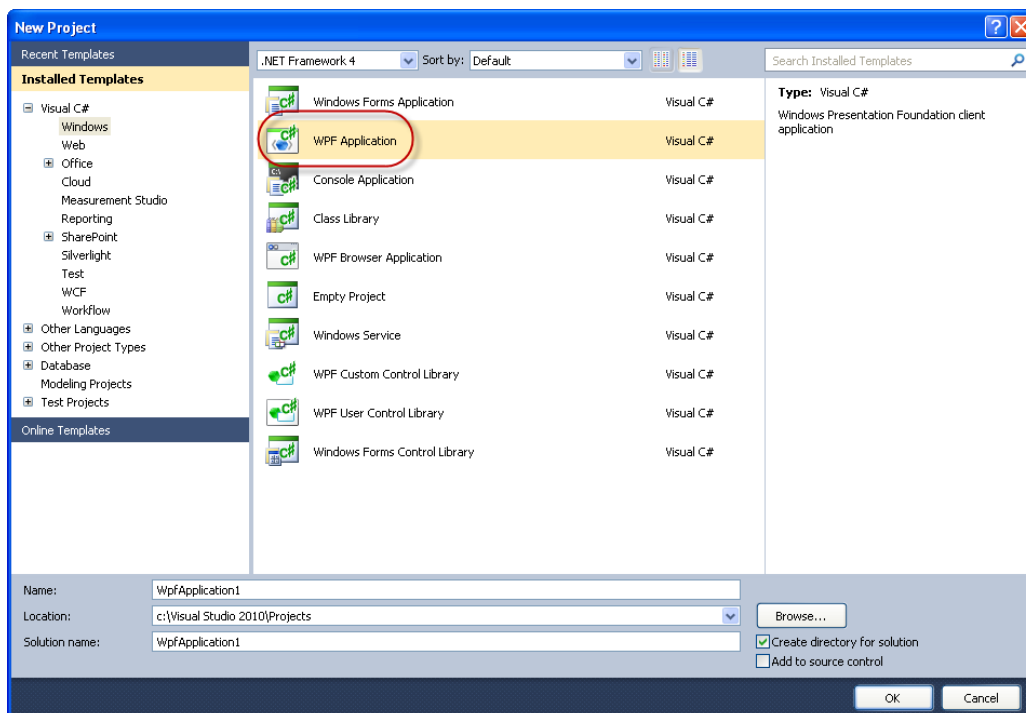 New Project
Recent Templates
Installed Templates
Visual C#
Windows
Web
Office
Cloud
Measurement Studio
Reporting
SharePoint
Silverlight
Test
WCF
Workflow
Other Languages
Other Project Types
Database
Modeling Projects
Test Projects
Online Templates
.NET Framework 4 Sort by: Default
Windows Forms Application Visual C#
WPF Application Visual C#
Console Application Visual C#
Class Library Visual C#
WPF Browser Application Visual C#
Empty Project Visual C#
Windows Service Visual C#
WPF Custom Control Library Visual C#
WPF User Control Library Visual C#
Windows Forms Control Library Visual C#
Search Installed Templates
Type: Visual C#
Windows Presentation Foundation client
application
Name: WpfApplication1
Location: c:\Visual Studio 2010\Projects Browse...
Solution name: WpfApplication1
Create directory for solution
Add to source control
OK Cancel